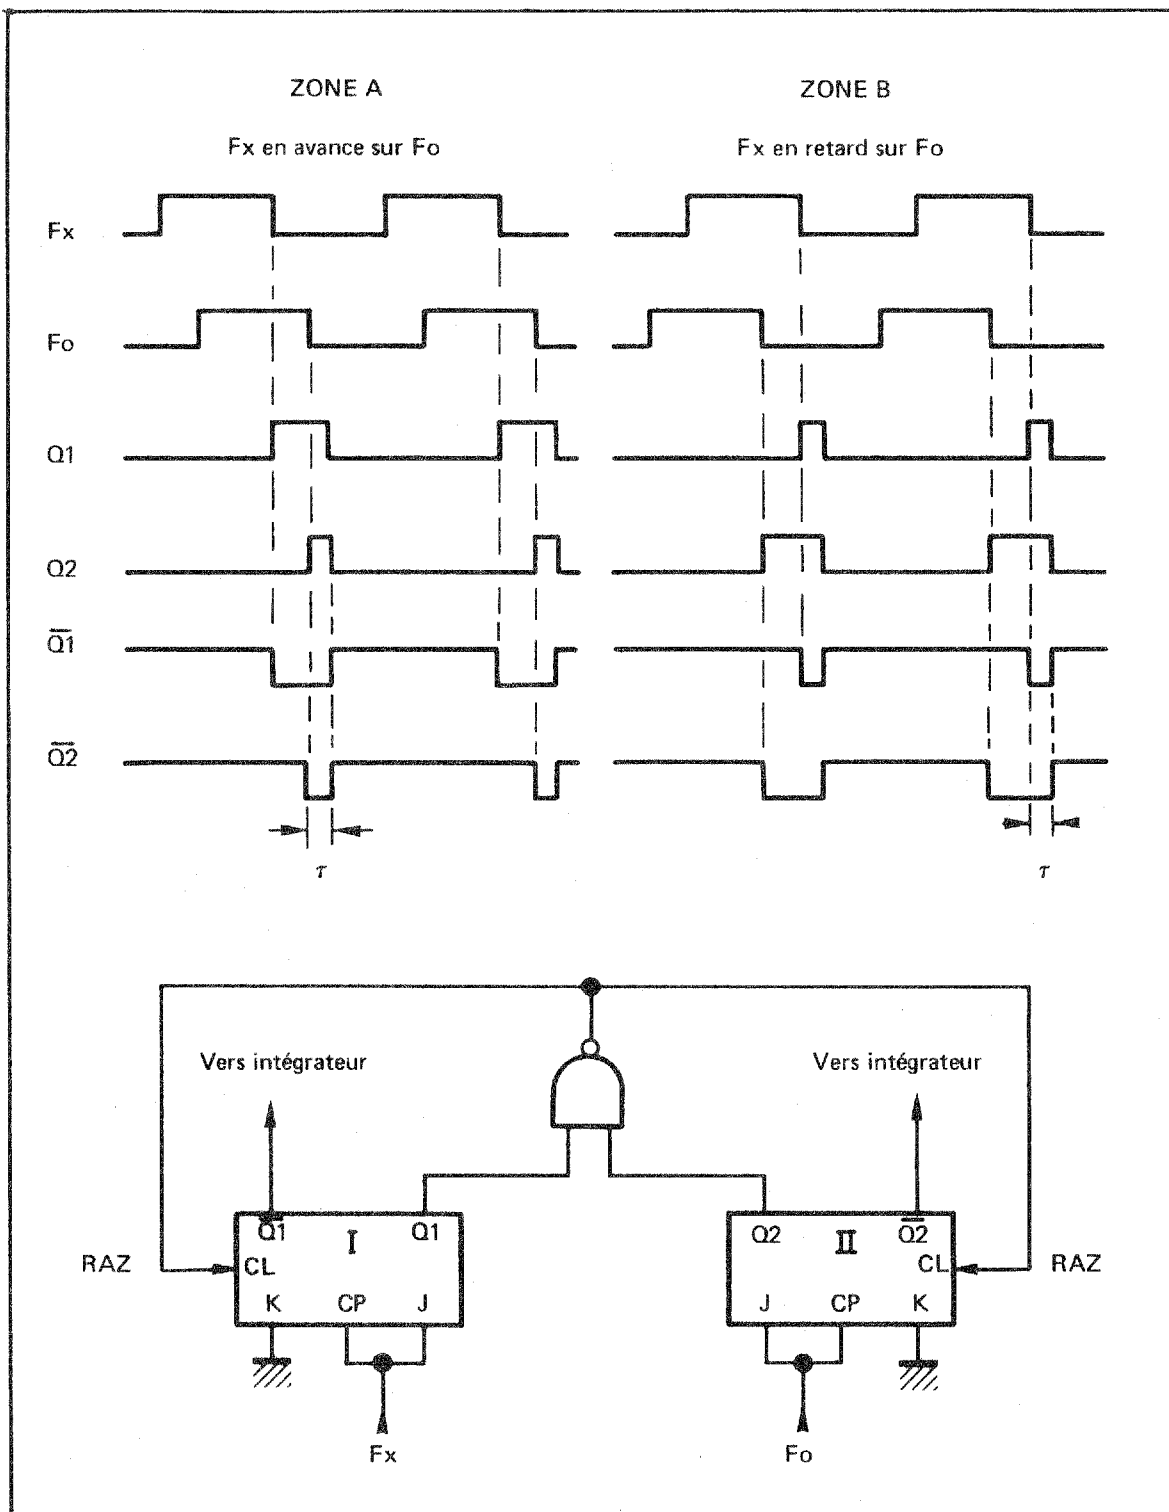 ZONE A ZONE B
Fx en avance sur Fo Fx en retard sur Fo
Fx
Fo
Q1
Q2
Q̅1
Q̅2
τ τ
Vers intégrateur Vers intégrateur
Q̅1 I Q1 Q2 II Q̅2
RAZ CL CL RAZ
K CP J J CP K
Fx Fo